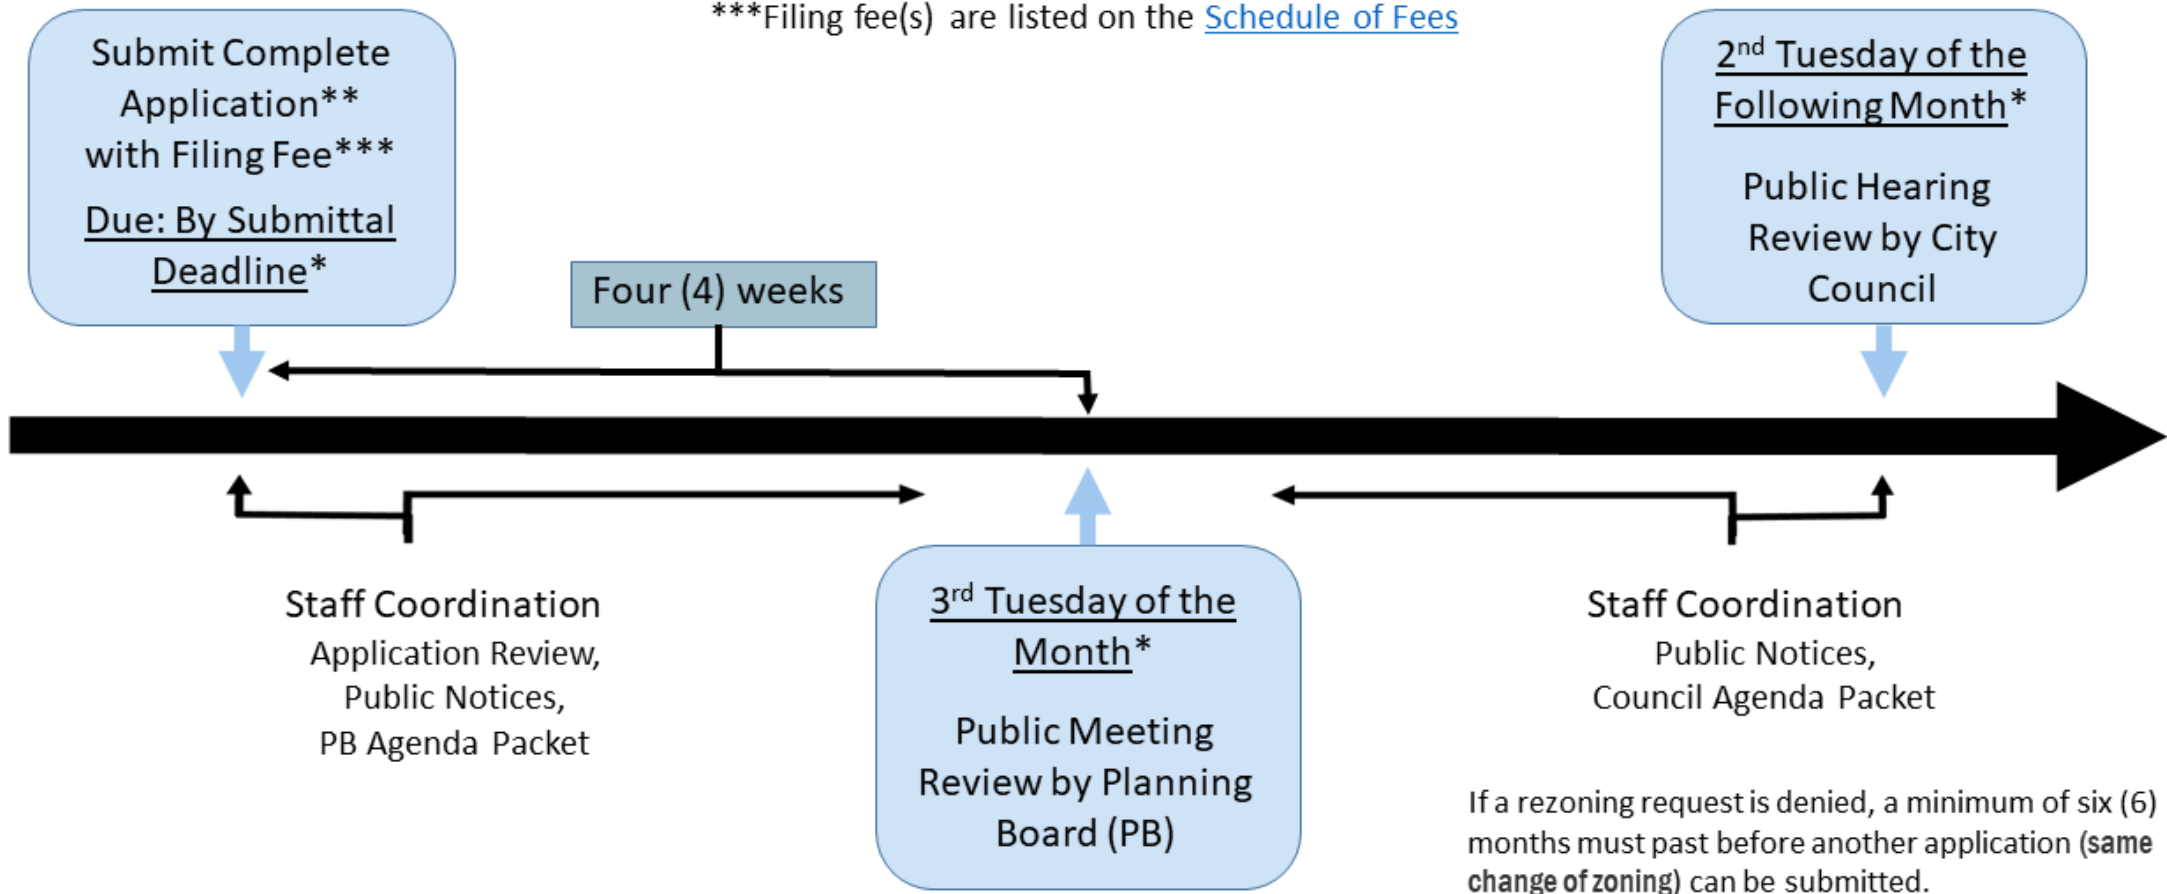 ***Filing fee(s) are listed on the Schedule of Fees
Submit Complete
Application**
with Filing Fee***
Due: By Submittal
Deadline*
Four (4) weeks
2nd Tuesday of the
Following Month*
Public Hearing
Review by City
Council
Staff Coordination
Application Review,
Public Notices,
PB Agenda Packet
3rd Tuesday of the
Month*
Public Meeting
Review by Planning
Board (PB)
Staff Coordination
Public Notices,
Council Agenda Packet
If a rezoning request is denied, a minimum of six (6)
months must past before another application (same
change of zoning) can be submitted.